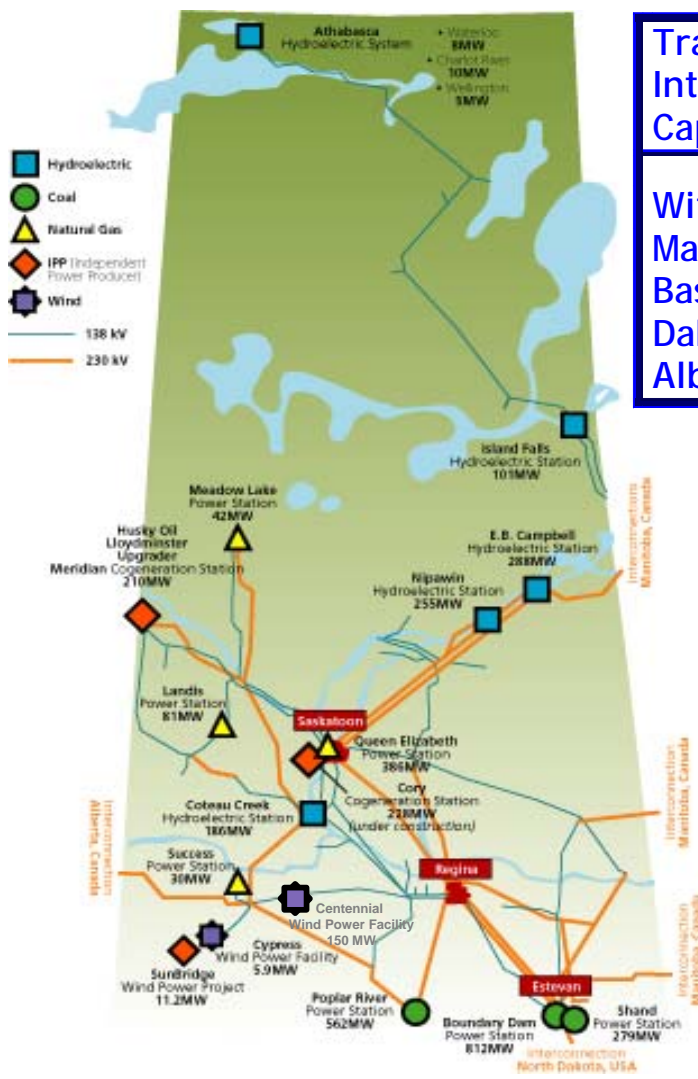 Athabasca
Hydroelectric System
• Waterloo
8MW
• Charlot River
10MW
• Wellington
5MW
Tra
Int
Cap
Wi
Ma
Bas
Dal
Alb
Hydroelectric
Coal
Natural Gas
IPP (Independent
Power Producer)
Wind
138 kV
230 kV
Island Falls
Hydroelectric Station
101MW
Interconnections
Manitoba, Canada
Meadow Lake
Power Station
42MW
Husky Oil
Lloydminster
Upgrader
Meridian Cogeneration Station
210MW
E.B. Campbell
Hydroelectric Station
288MW
Nipawin
Hydroelectric Station
255MW
Landis
Power Station
81MW
Saskatoon
Queen Elizabeth
Power Station
386MW
Cory
Cogeneration Station
228MW
(under construction)
Coteau Creek
Hydroelectric Station
186MW
Interconnection
Alberta, Canada
Interconnection
Manitoba, Canada
Success
Power Station
30MW
Regina
Centennial
Wind Power Facility
150 MW
Cypress
Wind Power Facility
5.9MW
SunBridge
Wind Power Project
11.2MW
Interconnection
Manitoba, Canada
Estevan
Poplar River
Power Station
562MW
Boundary Dam
Power Station
812MW
Shand
Power Station
279MW
Interconnection
North Dakota, USA